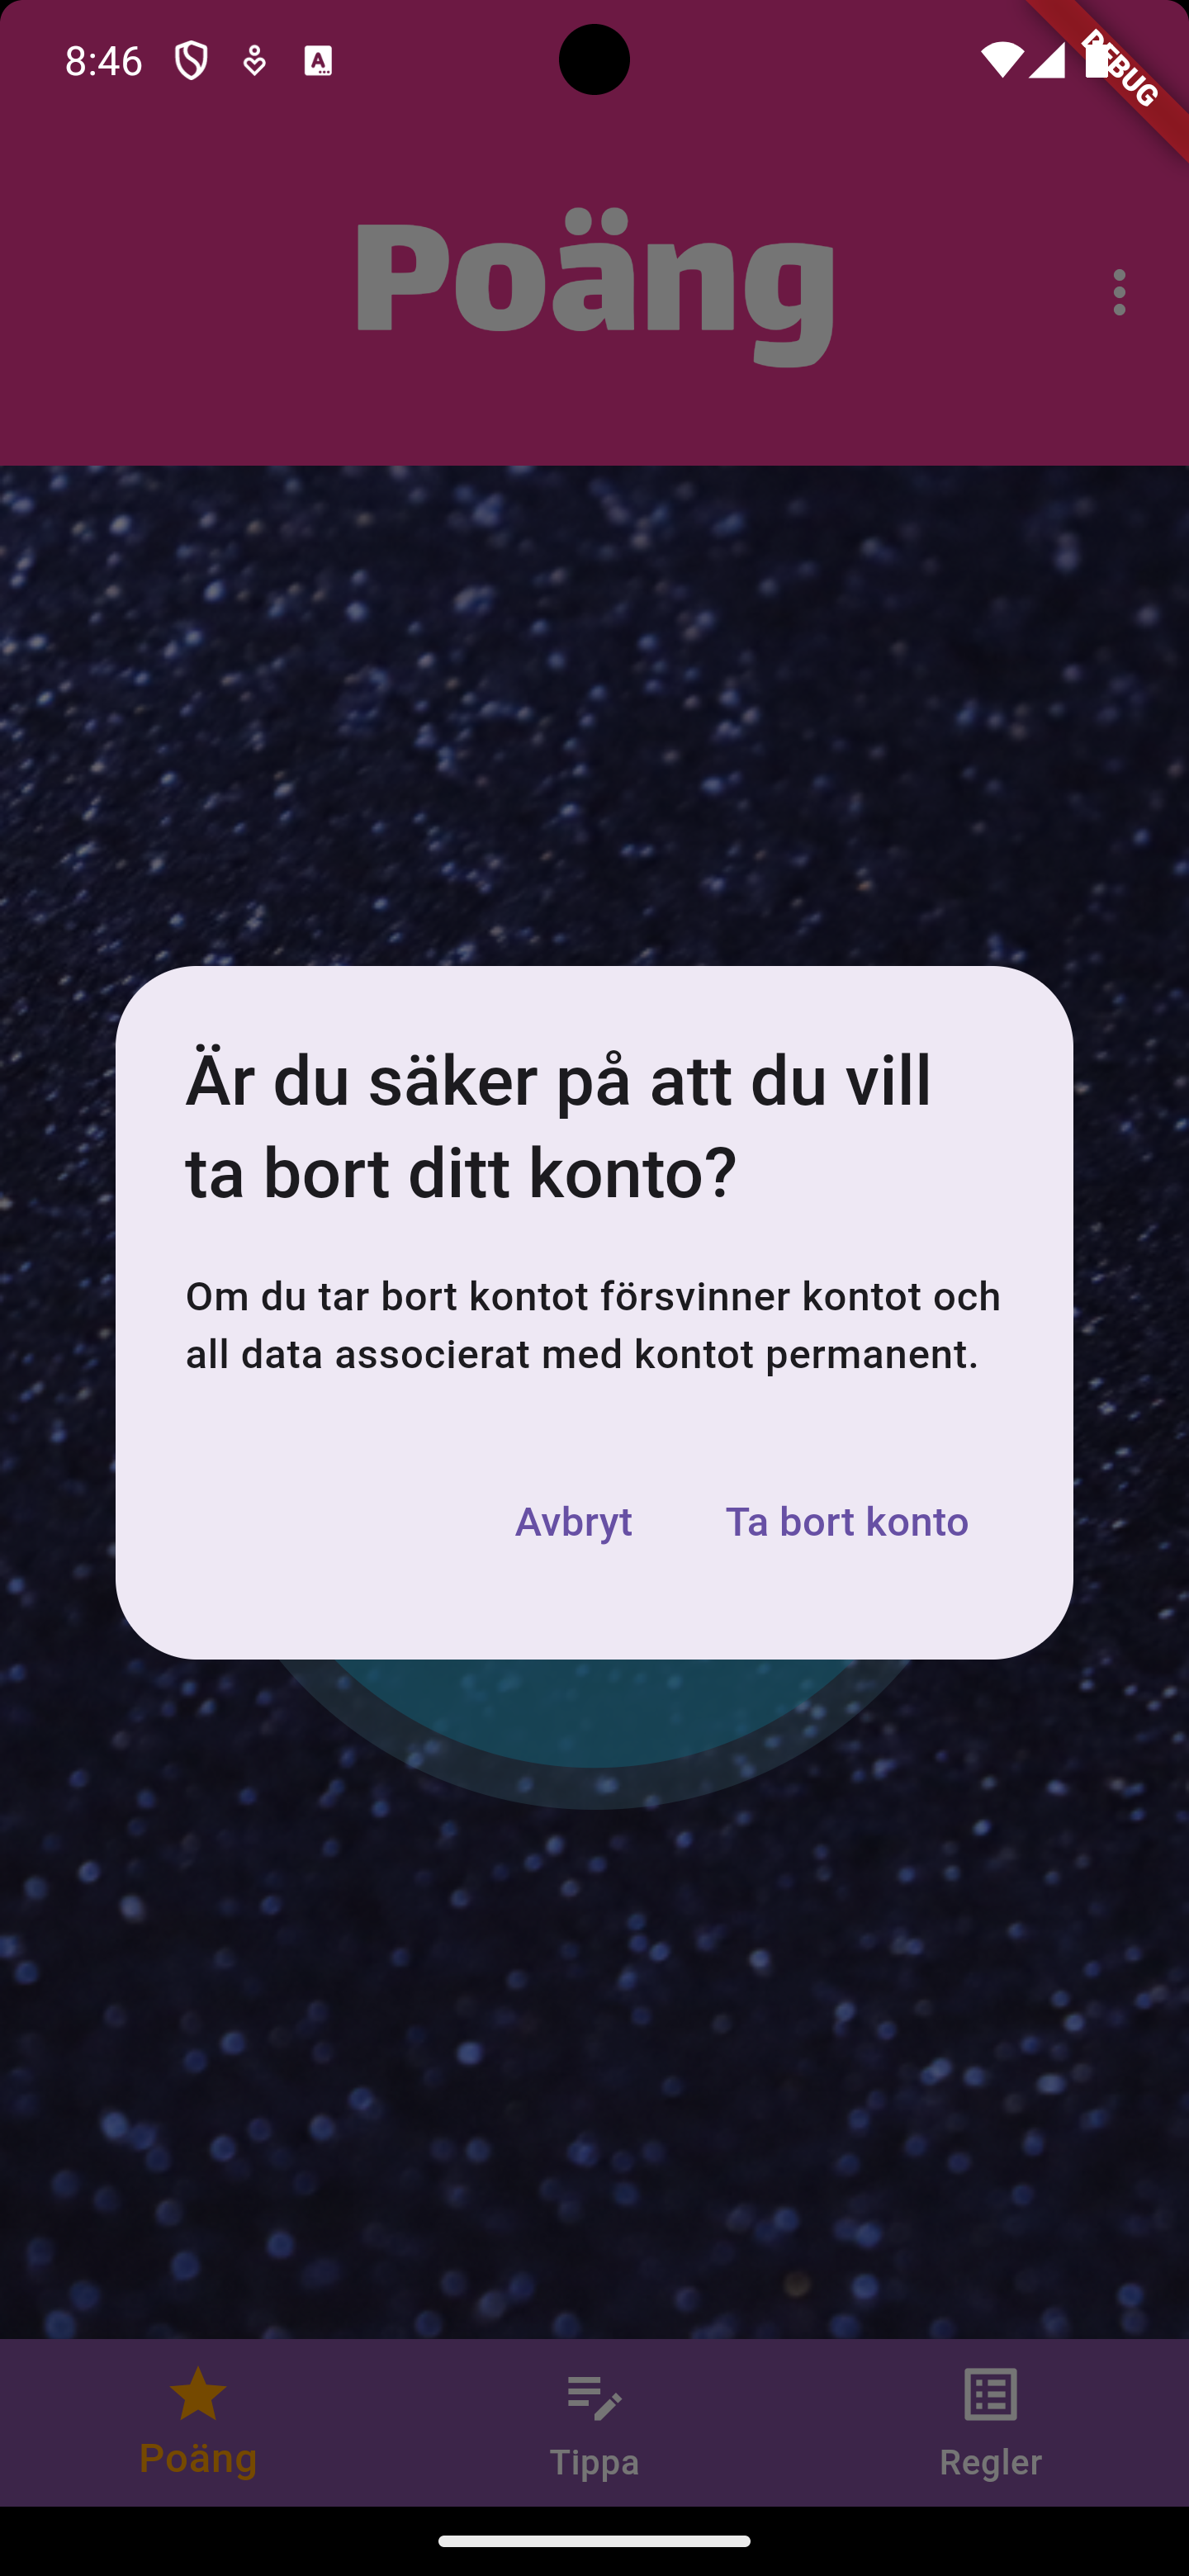 8:46
DEBUG
Poäng
Är du säker på att du vill
ta bort ditt konto?
Om du tar bort kontot försvinner kontot och
all data associerat med kontot permanent.
Avbryt Ta bort konto
Poäng Tippa Regler